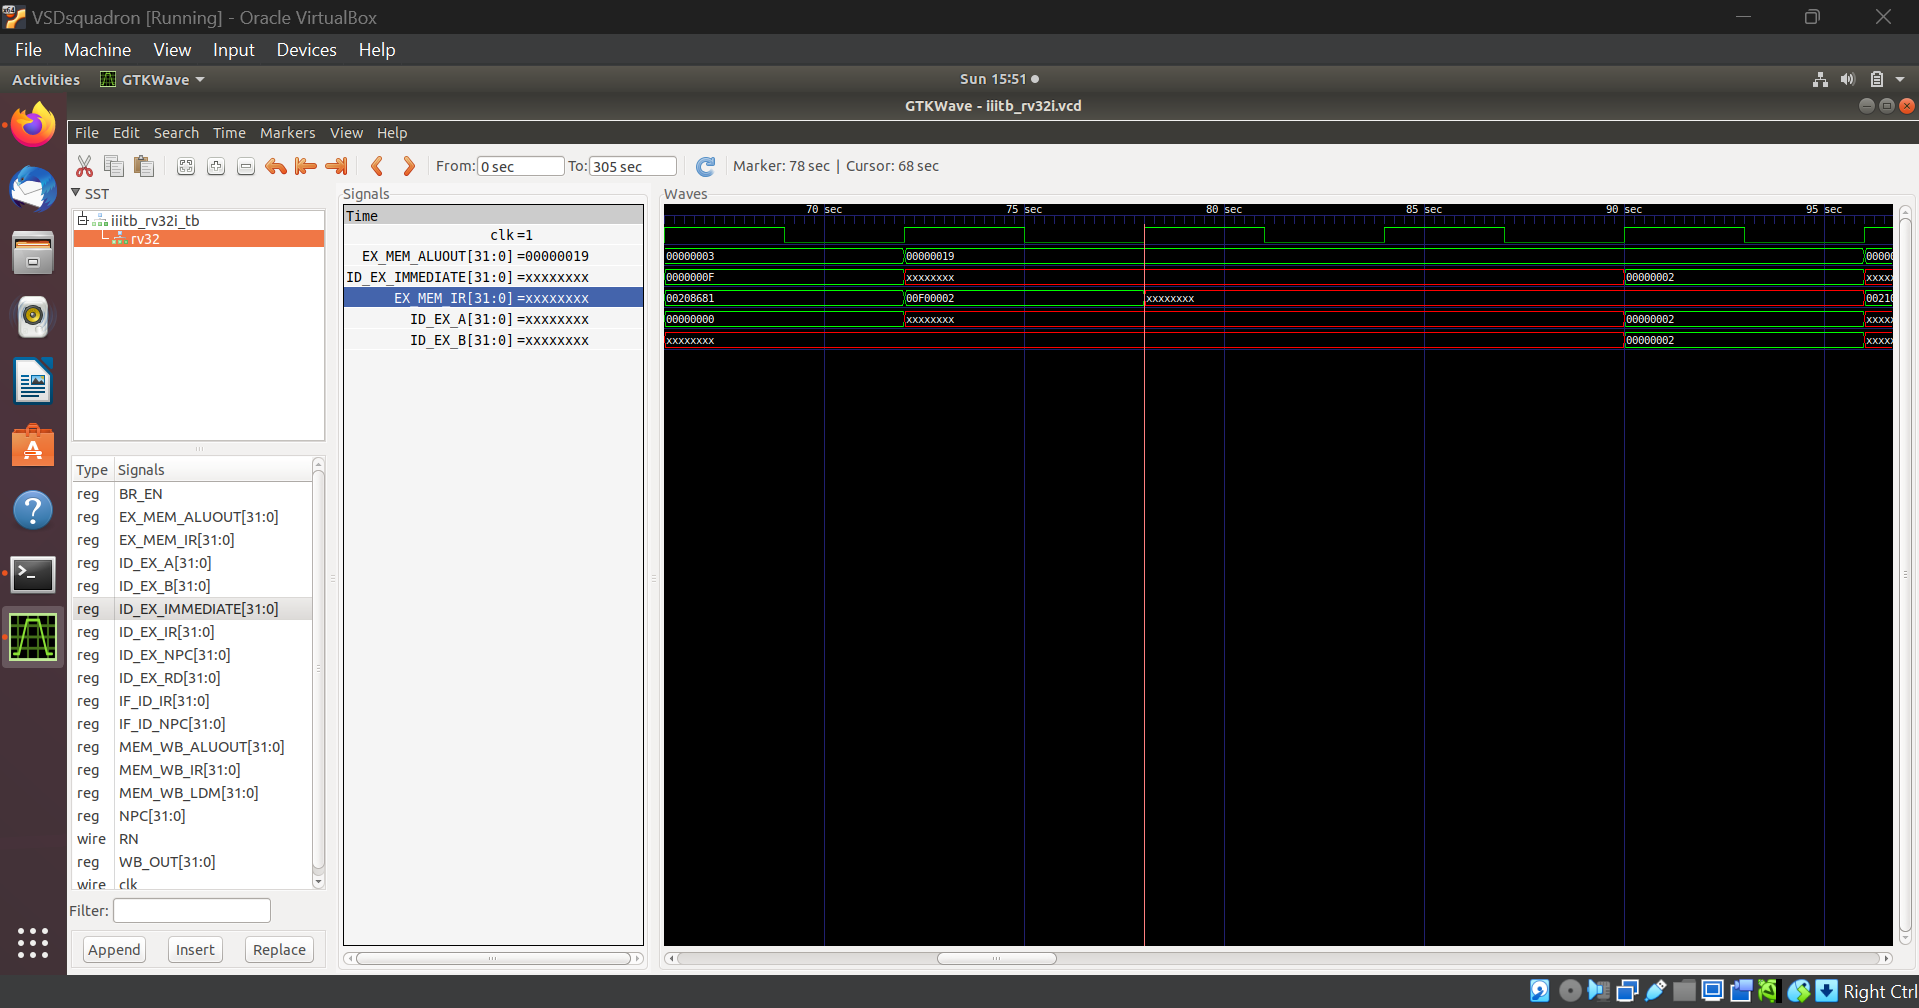 VSDsquadron [Running] - Oracle VirtualBox
File Machine View Input Devices Help
Activities GTKWave Sun 15:51
GTKWave - iiitb_rv32i.vcd
File Edit Search Time Markers View Help
From: 0 sec To: 305 sec Marker: 78 sec | Cursor: 68 sec
SST
iiitb_rv32i_tb
rv32
Type Signals
reg BR_EN
reg EX_MEM_ALUOUT[31:0]
reg EX_MEM_IR[31:0]
reg ID_EX_A[31:0]
reg ID_EX_B[31:0]
reg ID_EX_IMMEDIATE[31:0]
reg ID_EX_IR[31:0]
reg ID_EX_NPC[31:0]
reg ID_EX_RD[31:0]
reg IF_ID_IR[31:0]
reg IF_ID_NPC[31:0]
reg MEM_WB_ALUOUT[31:0]
reg MEM_WB_IR[31:0]
reg MEM_WB_LDM[31:0]
reg NPC[31:0]
wire RN
reg WB_OUT[31:0]
wire clk
Filter:
Append Insert Replace
Signals
Time
clk =1
EX_MEM_ALUOUT[31:0] =00000019
ID_EX_IMMEDIATE[31:0] =xxxxxxxx
EX_MEM_IR[31:0] =xxxxxxxx
ID_EX_A[31:0] =xxxxxxxx
ID_EX_B[31:0] =xxxxxxxx
Waves
70 sec 75 sec 80 sec 85 sec 90 sec 95 sec
00000003 00000019 0000
0000000F xxxxxxxx 00000002 xxxx
00208681 00F00002 xxxxxxxx 0021
00000000 xxxxxxxx 00000002 xxxx
xxxxxxxx 00000002 xxxx
Right Ctrl